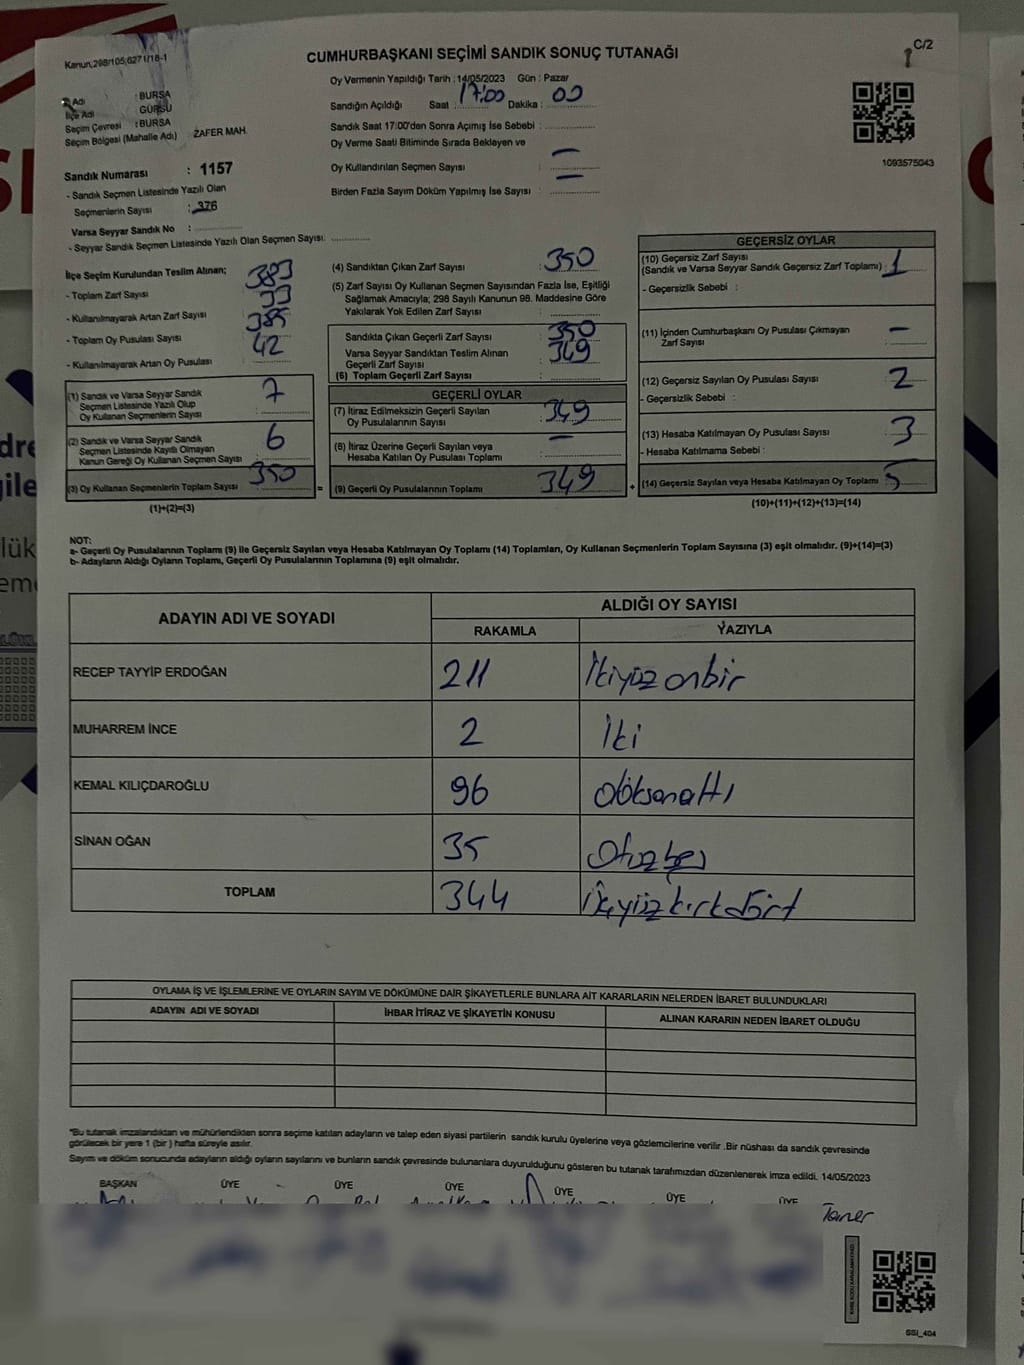 C/2
Kanun,298/105;6271/18-1
CUMHURBAŞKANI SEÇİMİ SANDIK SONUÇ TUTANAĞI
Adı : BURSA
İlçe Adı GÜRSU
Seçim Çevresi : BURSA
Seçim Bölgesi (Mahalle Adı) : ZAFER MAH.
Oy Vermenin Yapıldığı Tarih :14/05/2023 Gün : Pazar
Sandığın Açıldığı Saat : 17:00 Dakika : 00
Sandık Saat 17:00'den Sonra Açımış İse Sebebi :
Oy Verme Saati Bitiminde Sırada Bekleyen ve
Oy Kullandırılan Seçmen Sayısı : —
Birden Fazla Sayım Döküm Yapılmış İse Sayısı : —
1093575043
Sandık Numarası : 1157
- Sandık Seçmen Listesinde Yazılı Olan
Seçmenlerin Sayısı : 376
Varsa Seyyar Sandık No :
- Seyyar Sandık Seçmen Listesinde Yazılı Olan Seçmen Sayısı:
İlçe Seçim Kurulundan Teslim Alınan;
- Toplam Zarf Sayısı 383
- Kullanılmayarak Artan Zarf Sayısı 33
- Toplam Oy Pusulası Sayısı 385
- Kullanılmayarak Artan Oy Pusulası 42
(1) Sandık ve Varsa Seyyar Sandık
Seçmen Listesinde Yazılı Olup
Oy Kullanan Seçmenlerin Sayısı : 7
(2) Sandık ve Varsa Seyyar Sandık
Seçmen Listesinde Kayıtlı Olmayan
Kanun Gereği Oy Kullanan Seçmen Sayısı 6
(3) Oy Kullanan Seçmenlerin Toplam Sayısı 350
(1)+(2)=(3)
=
(4) Sandıktan Çıkan Zarf Sayısı : 350
(5) Zarf Sayısı Oy Kullanan Seçmen Sayısından Fazla İse, Eşitliği
Sağlamak Amacıyla; 298 Sayılı Kanunun 98. Maddesine Göre
Yakılarak Yok Edilen Zarf Sayısı :
Sandıkta Çıkan Geçerli Zarf Sayısı : 350
Varsa Seyyar Sandıktan Teslim Alınan
Geçerli Zarf Sayısı : 349
(6) Toplam Geçerli Zarf Sayısı :
GEÇERLİ OYLAR
(7) İtiraz Edilmeksizin Geçerli Sayılan
Oy Pusulalarının Sayısı : 349
(8) İtiraz Üzerine Geçerli Sayılan veya
Hesaba Katılan Oy Pusulası Toplamı : —
(9) Geçerli Oy Pusulalarının Toplamı : 349
+
GEÇERSİZ OYLAR
(10) Geçersiz Zarf Sayısı
(Sandık ve Varsa Seyyar Sandık Geçersiz Zarf Toplamı) : 1
- Geçersizlik Sebebi :
(11) İçinden Cumhurbaşkanı Oy Pusulası Çıkmayan
Zarf Sayısı : —
(12) Geçersiz Sayılan Oy Pusulası Sayısı : 2
- Geçersizlik Sebebi :
(13) Hesaba Katılmayan Oy Pusulası Sayısı : 3
- Hesaba Katılmama Sebebi :
(14) Geçersiz Sayılan veya Hesaba Katılmayan Oy Toplamı : 5
(10)+(11)+(12)+(13)=(14)
NOT:
a- Geçerli Oy Pusulalarının Toplamı (9) ile Geçersiz Sayılan veya Hesaba Katılmayan Oy Toplamı (14) Toplamları, Oy Kullanan Seçmenlerin Toplam Sayısına (3) eşit olmalıdır. (9)+(14)=(3)
b- Adayların Aldığı Oyların Toplamı, Geçerli Oy Pusulalarının Toplamına (9) eşit olmalıdır.
ADAYIN ADI VE SOYADI
ALDIĞI OY SAYISI
RAKAMLA YAZIYLA
RECEP TAYYİP ERDOĞAN 211 İkiyüz onbir
MUHARREM İNCE 2 İki
KEMAL KILIÇDAROĞLU 96 doksanaltı
SİNAN OĞAN 35 Otuzbeş
TOPLAM 344 kırkdört
OYLAMA İŞ VE İŞLEMLERİNE VE OYLARIN SAYIM VE DÖKÜMÜNE DAİR ŞİKAYETLERLE BUNLARA AİT KARARLARIN NELERDEN İBARET BULUNDUKLARI
ADAYIN ADI VE SOYADI İHBAR İTİRAZ VE ŞİKAYETİN KONUSU ALINAN KARARIN NEDEN İBARET OLDUĞU
*Bu tutanak imzalandıktan ve mühürlendikten sonra seçime katılan adayların ve talep eden siyasi partilerin sandık kurulu üyelerine veya gözlemcilerine verilir .Bir nüshası da sandık çevresinde
görülecek bir yere 1 (bir ) hafta süreyle asılır.
Sayım ve döküm sonucunda adayların aldığı oyların sayılarını ve bunların sandık çevresinde bulunanlara duyurulduğunu gösteren bu tutanak tarafımızdan düzenlenerek imza edildi. 14/05/2023
BAŞKAN ÜYE ÜYE ÜYE ÜYE ÜYE ÜYE
Taner
SSİ_404